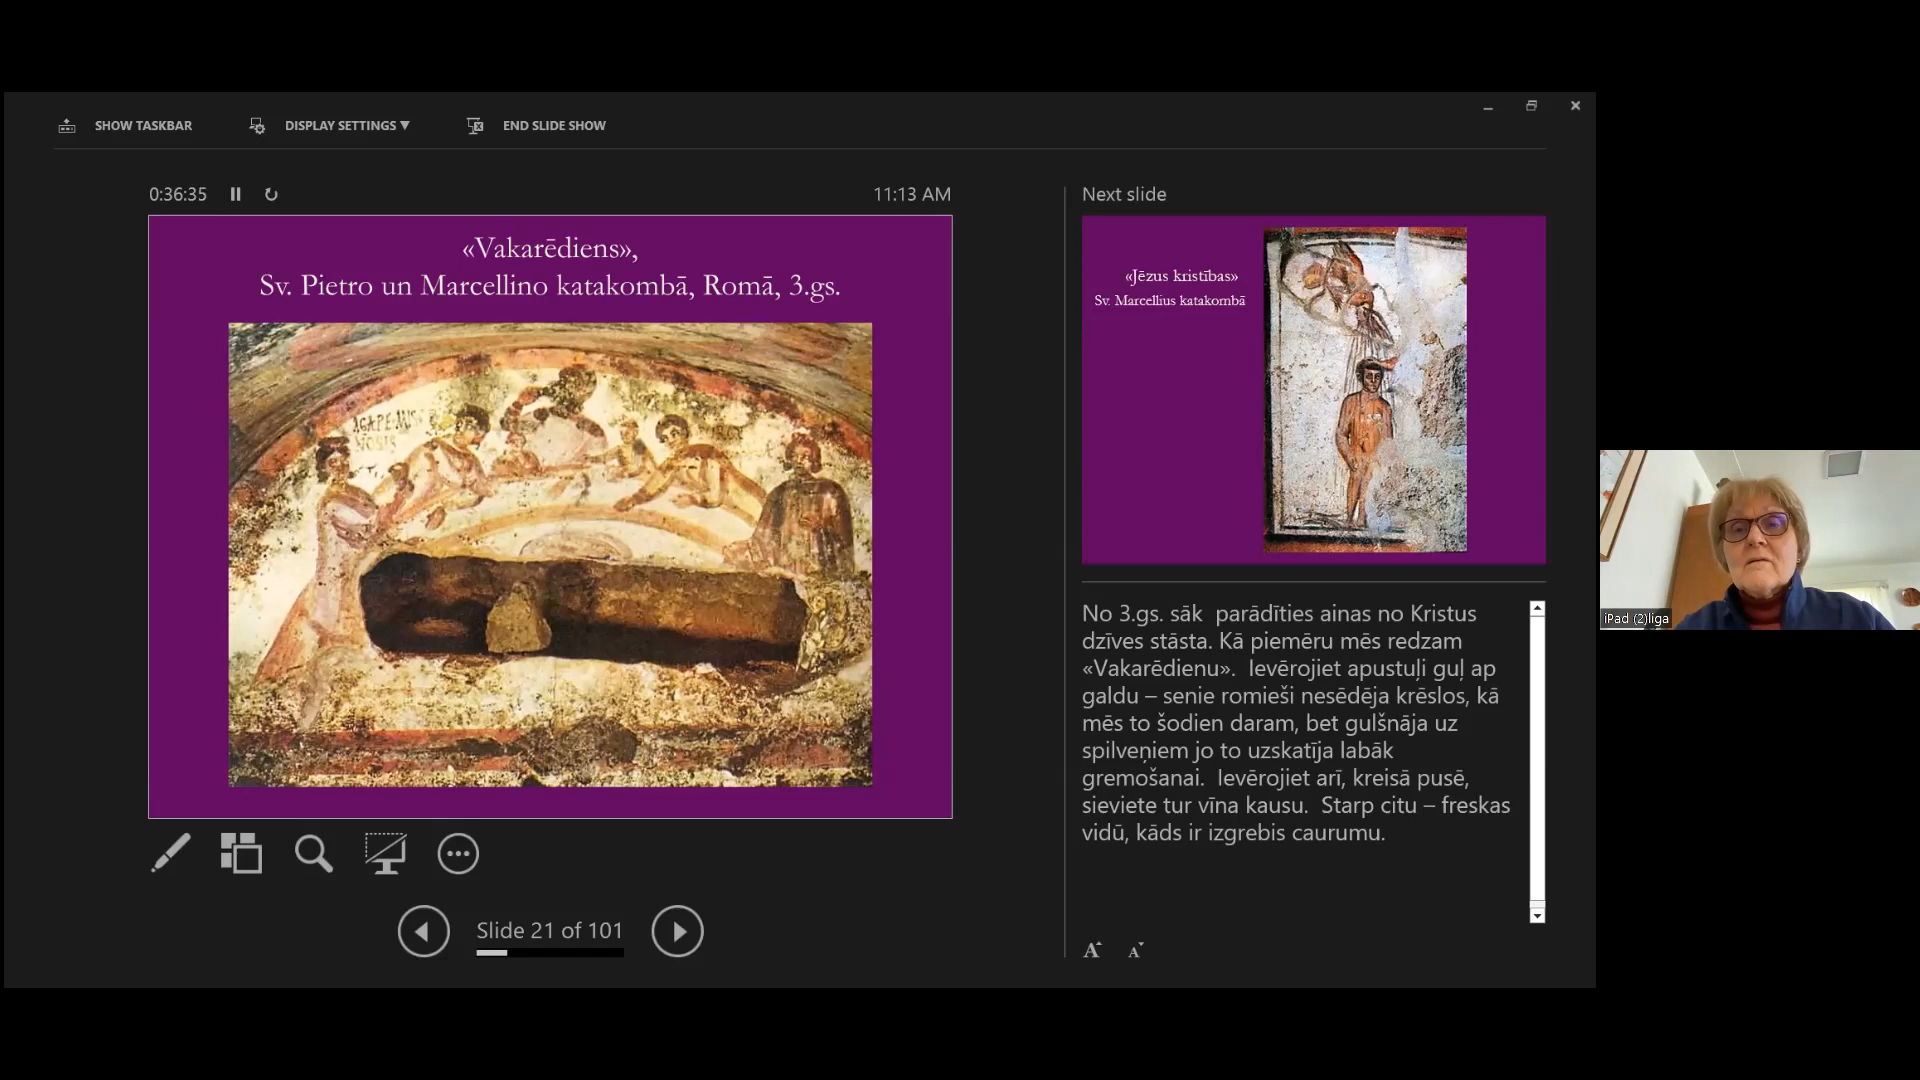 SHOW TASKBAR
DISPLAY SETTINGS ▼
END SLIDE SHOW
0:36:35
11:13 AM
«Vakarēdiens»,
Sv. Pietro un Marcellino katakombā, Romā, 3.gs.
Slide 21 of 101
Next slide
«Jēzus kristības»
Sv. Marcellius katakombā
No 3.gs. sāk  parādīties ainas no Kristus
dzīves stāsta. Kā piemēru mēs redzam
«Vakarēdienu».  Ievērojiet apustuļi guļ ap
galdu – senie romieši nesēdēja krēslos, kā
mēs to šodien daram, bet gulšņāja uz
spilveņiem jo to uzskatīja labāk
gremošanai.  Ievērojiet arī, kreisā pusē,
sieviete tur vīna kausu.  Starp citu – freskas
vidū, kāds ir izgrebis caurumu.
A A
iPad (2)līga